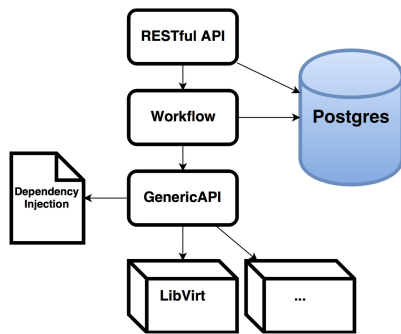 RESTful API
Workflow
Postgres
Dependency
Injection
GenericAPI
LibVirt
...